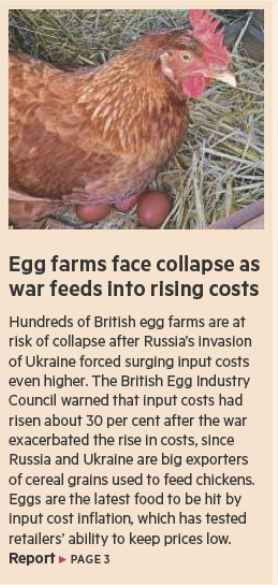 Egg farms face collapse as
war feeds into rising costs
Hundreds of British egg farms are at
risk of collapse after Russia's invasion
of Ukraine forced surging input costs
even higher. The British Egg Industry
Council warned that input costs had
risen about 30 per cent after the war
exacerbated the rise in costs, since
Russia and Ukraine are big exporters
of cereal grains used to feed chickens.
Eggs are the latest food to be hit by
input cost inflation, which has tested
retailers' ability to keep prices low.
Report ► PAGE 3